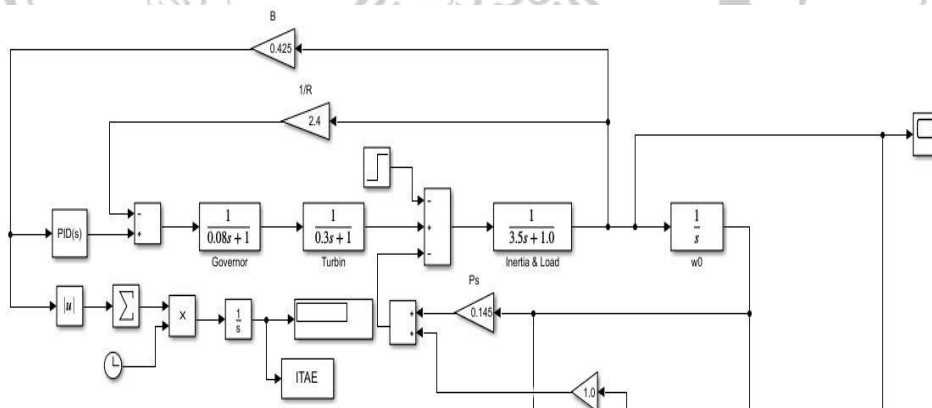 B
0.425
1/R
2.4
PID(s)
-
+
1
0.08s + 1
Governor
1
0.3s + 1
Turbin
-
+
-
1
3.5s + 1.0
Inertia & Load
1
s
w0
Ps
0.145
|u|
∑
×
1
s
+
+
ITAE
1.0